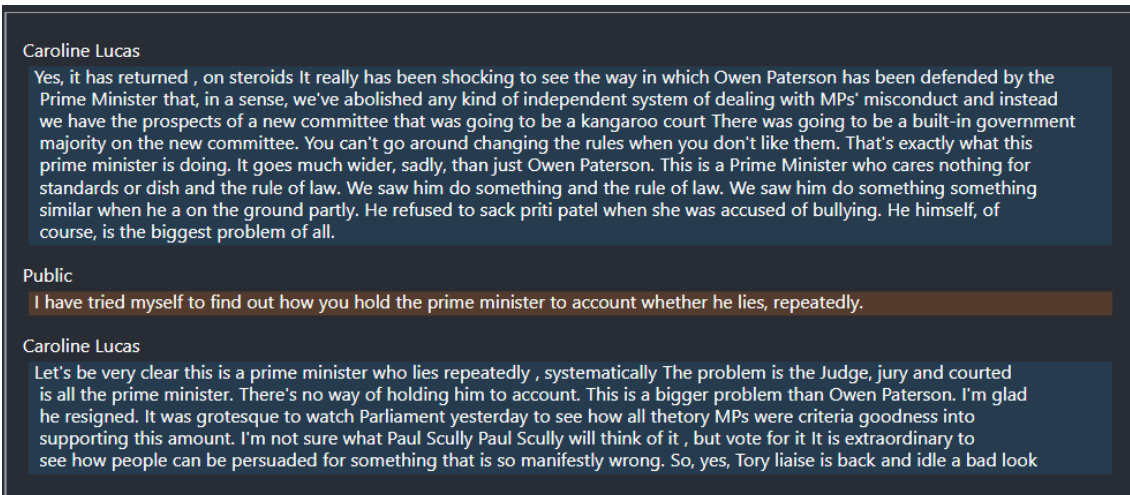 Caroline Lucas
Yes, it has returned , on steroids It really has been shocking to see the way in which Owen Paterson has been defended by the
Prime Minister that, in a sense, we've abolished any kind of independent system of dealing with MPs' misconduct and instead
we have the prospects of a new committee that was going to be a kangaroo court There was going to be a built-in government
majority on the new committee. You can't go around changing the rules when you don't like them. That's exactly what this
prime minister is doing. It goes much wider, sadly, than just Owen Paterson. This is a Prime Minister who cares nothing for
standards or dish and the rule of law. We saw him do something and the rule of law. We saw him do something something
similar when he a on the ground partly. He refused to sack priti patel when she was accused of bullying. He himself, of
course, is the biggest problem of all.
Public
I have tried myself to find out how you hold the prime minister to account whether he lies, repeatedly.
Caroline Lucas
Let's be very clear this is a prime minister who lies repeatedly , systematically The problem is the Judge, jury and courted
is all the prime minister. There's no way of holding him to account. This is a bigger problem than Owen Paterson. I'm glad
he resigned. It was grotesque to watch Parliament yesterday to see how all thetory MPs were criteria goodness into
supporting this amount. I'm not sure what Paul Scully Paul Scully will think of it , but vote for it It is extraordinary to
see how people can be persuaded for something that is so manifestly wrong. So, yes, Tory liaise is back and idle a bad look